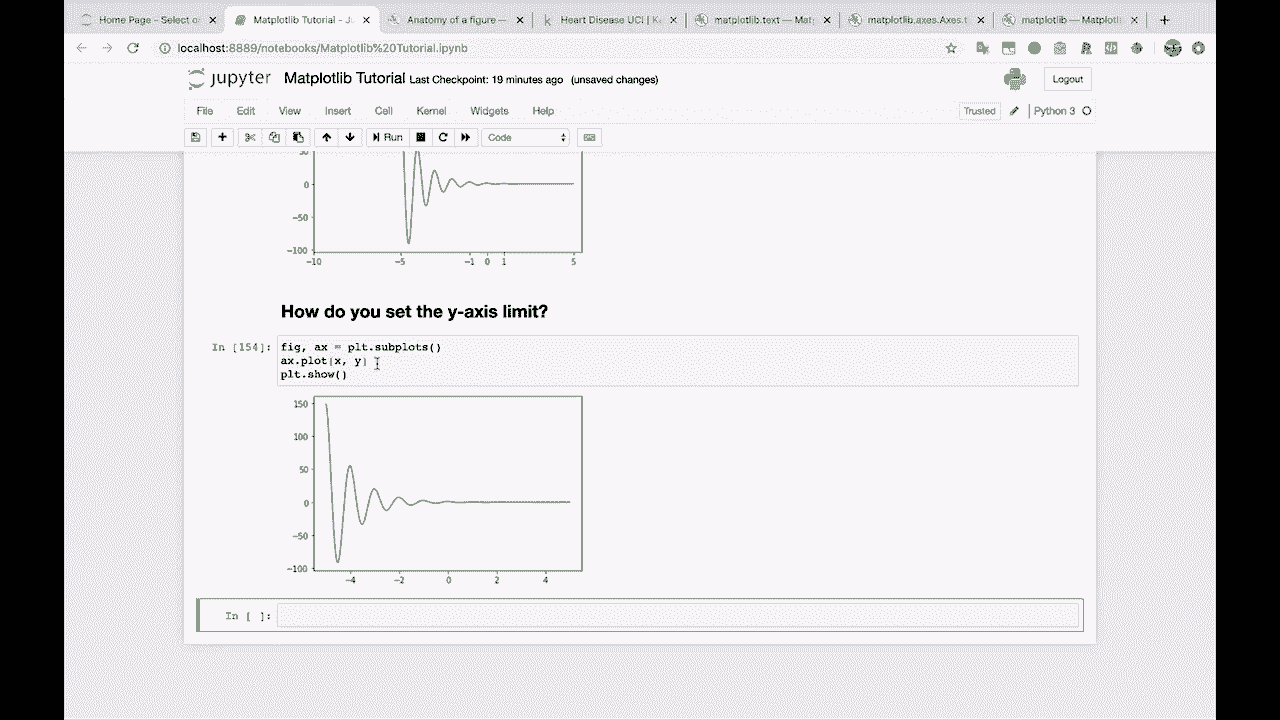 Home Page - Select o
Matplotlib Tutorial - Ju
Anatomy of a figure —
Heart Disease UCI | K
matplotlib.text — Mat
matplotlib.axes.Axes.t
matplotlib — Matplotli
localhost:8889/notebooks/Matplotlib%20Tutorial.ipynb
jupyter Matplotlib Tutorial Last Checkpoint: 19 minutes ago (unsaved changes)
Logout
File Edit View Insert Cell Kernel Widgets Help
Trusted Python 3
Run Code
50
0
−50
−100
−10 −5 −1 0 1 5
How do you set the y-axis limit?
In [154]: fig, ax = plt.subplots()
ax.plot(x, y)
plt.show()
150
100
50
0
−50
−100
−4 −2 0 2 4
In [ ]: